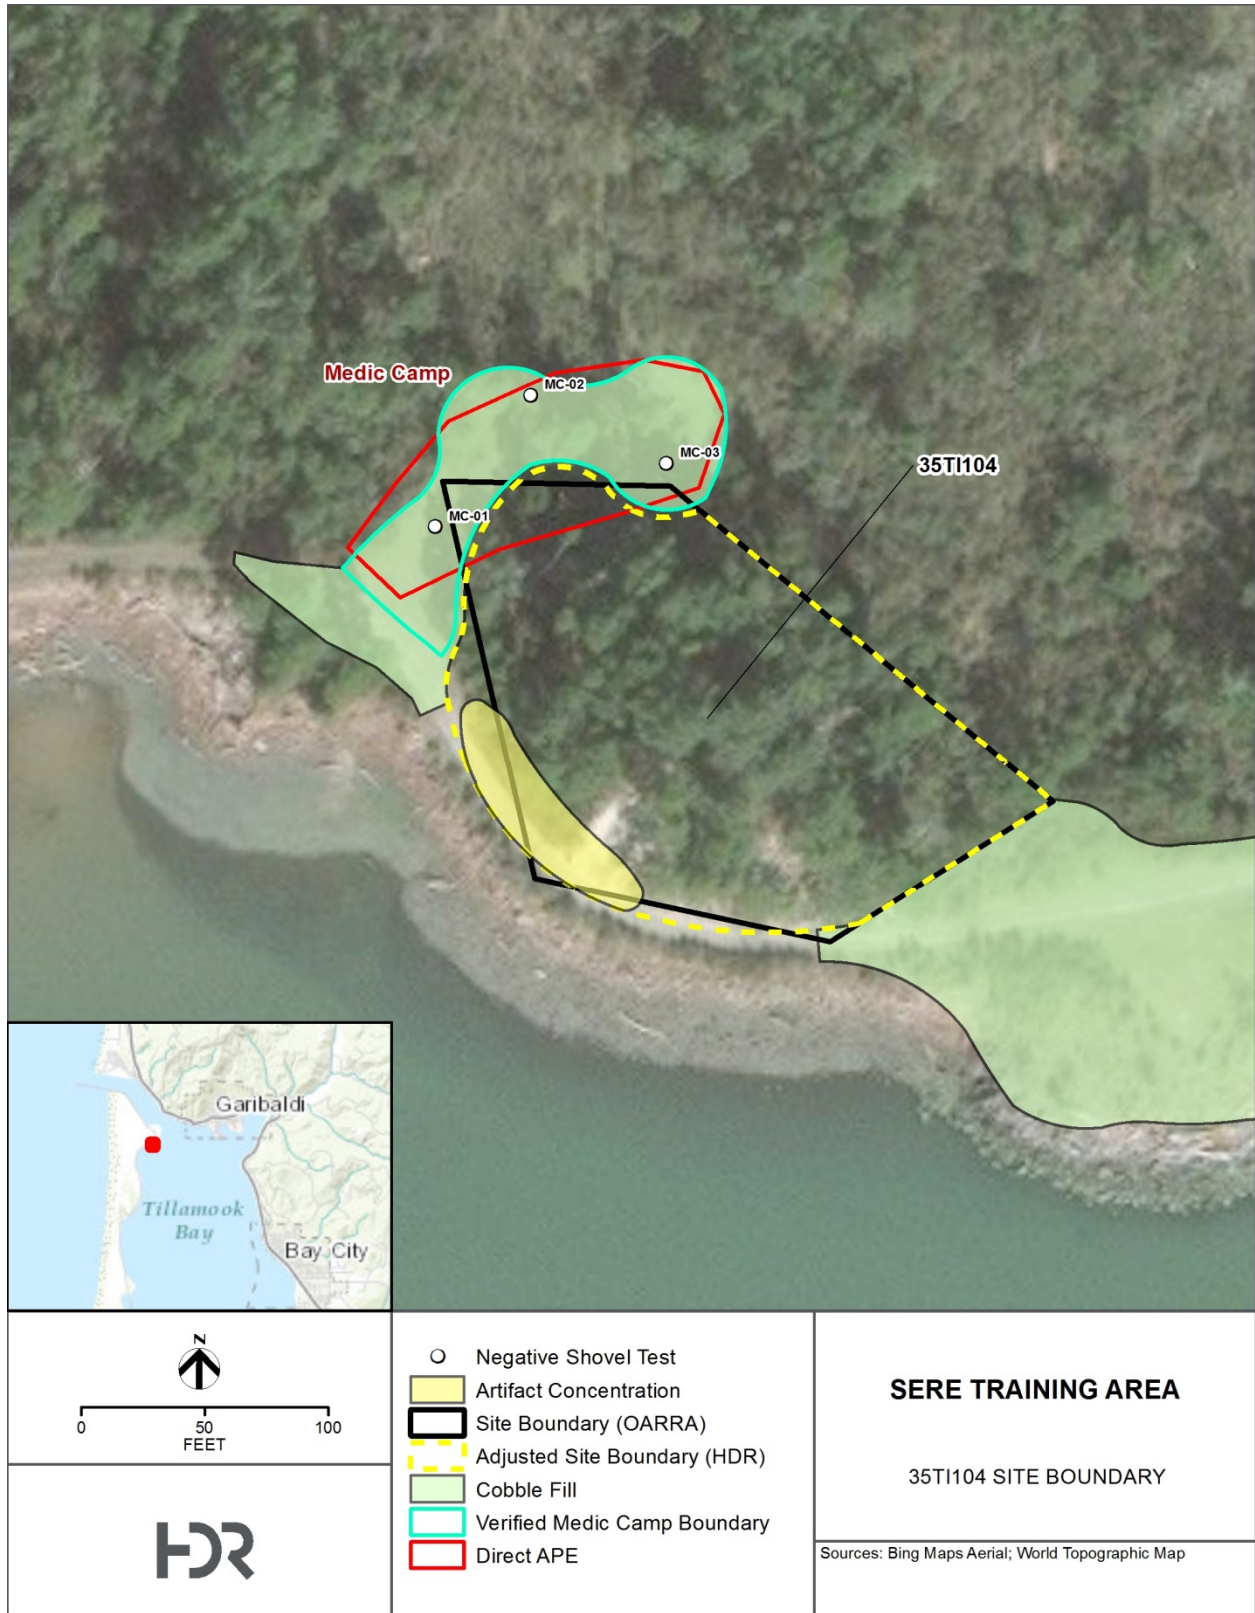 Medic Camp
MC-02
MC-03
35TI104
MC-01
Garibaldi
Tillamook
Bay
Bay City
N
0 50 100
FEET
HDR
Negative Shovel Test
Artifact Concentration
Site Boundary (OARRA)
Adjusted Site Boundary (HDR)
Cobble Fill
Verified Medic Camp Boundary
Direct APE
SERE TRAINING AREA
35TI104 SITE BOUNDARY
Sources: Bing Maps Aerial; World Topographic Map